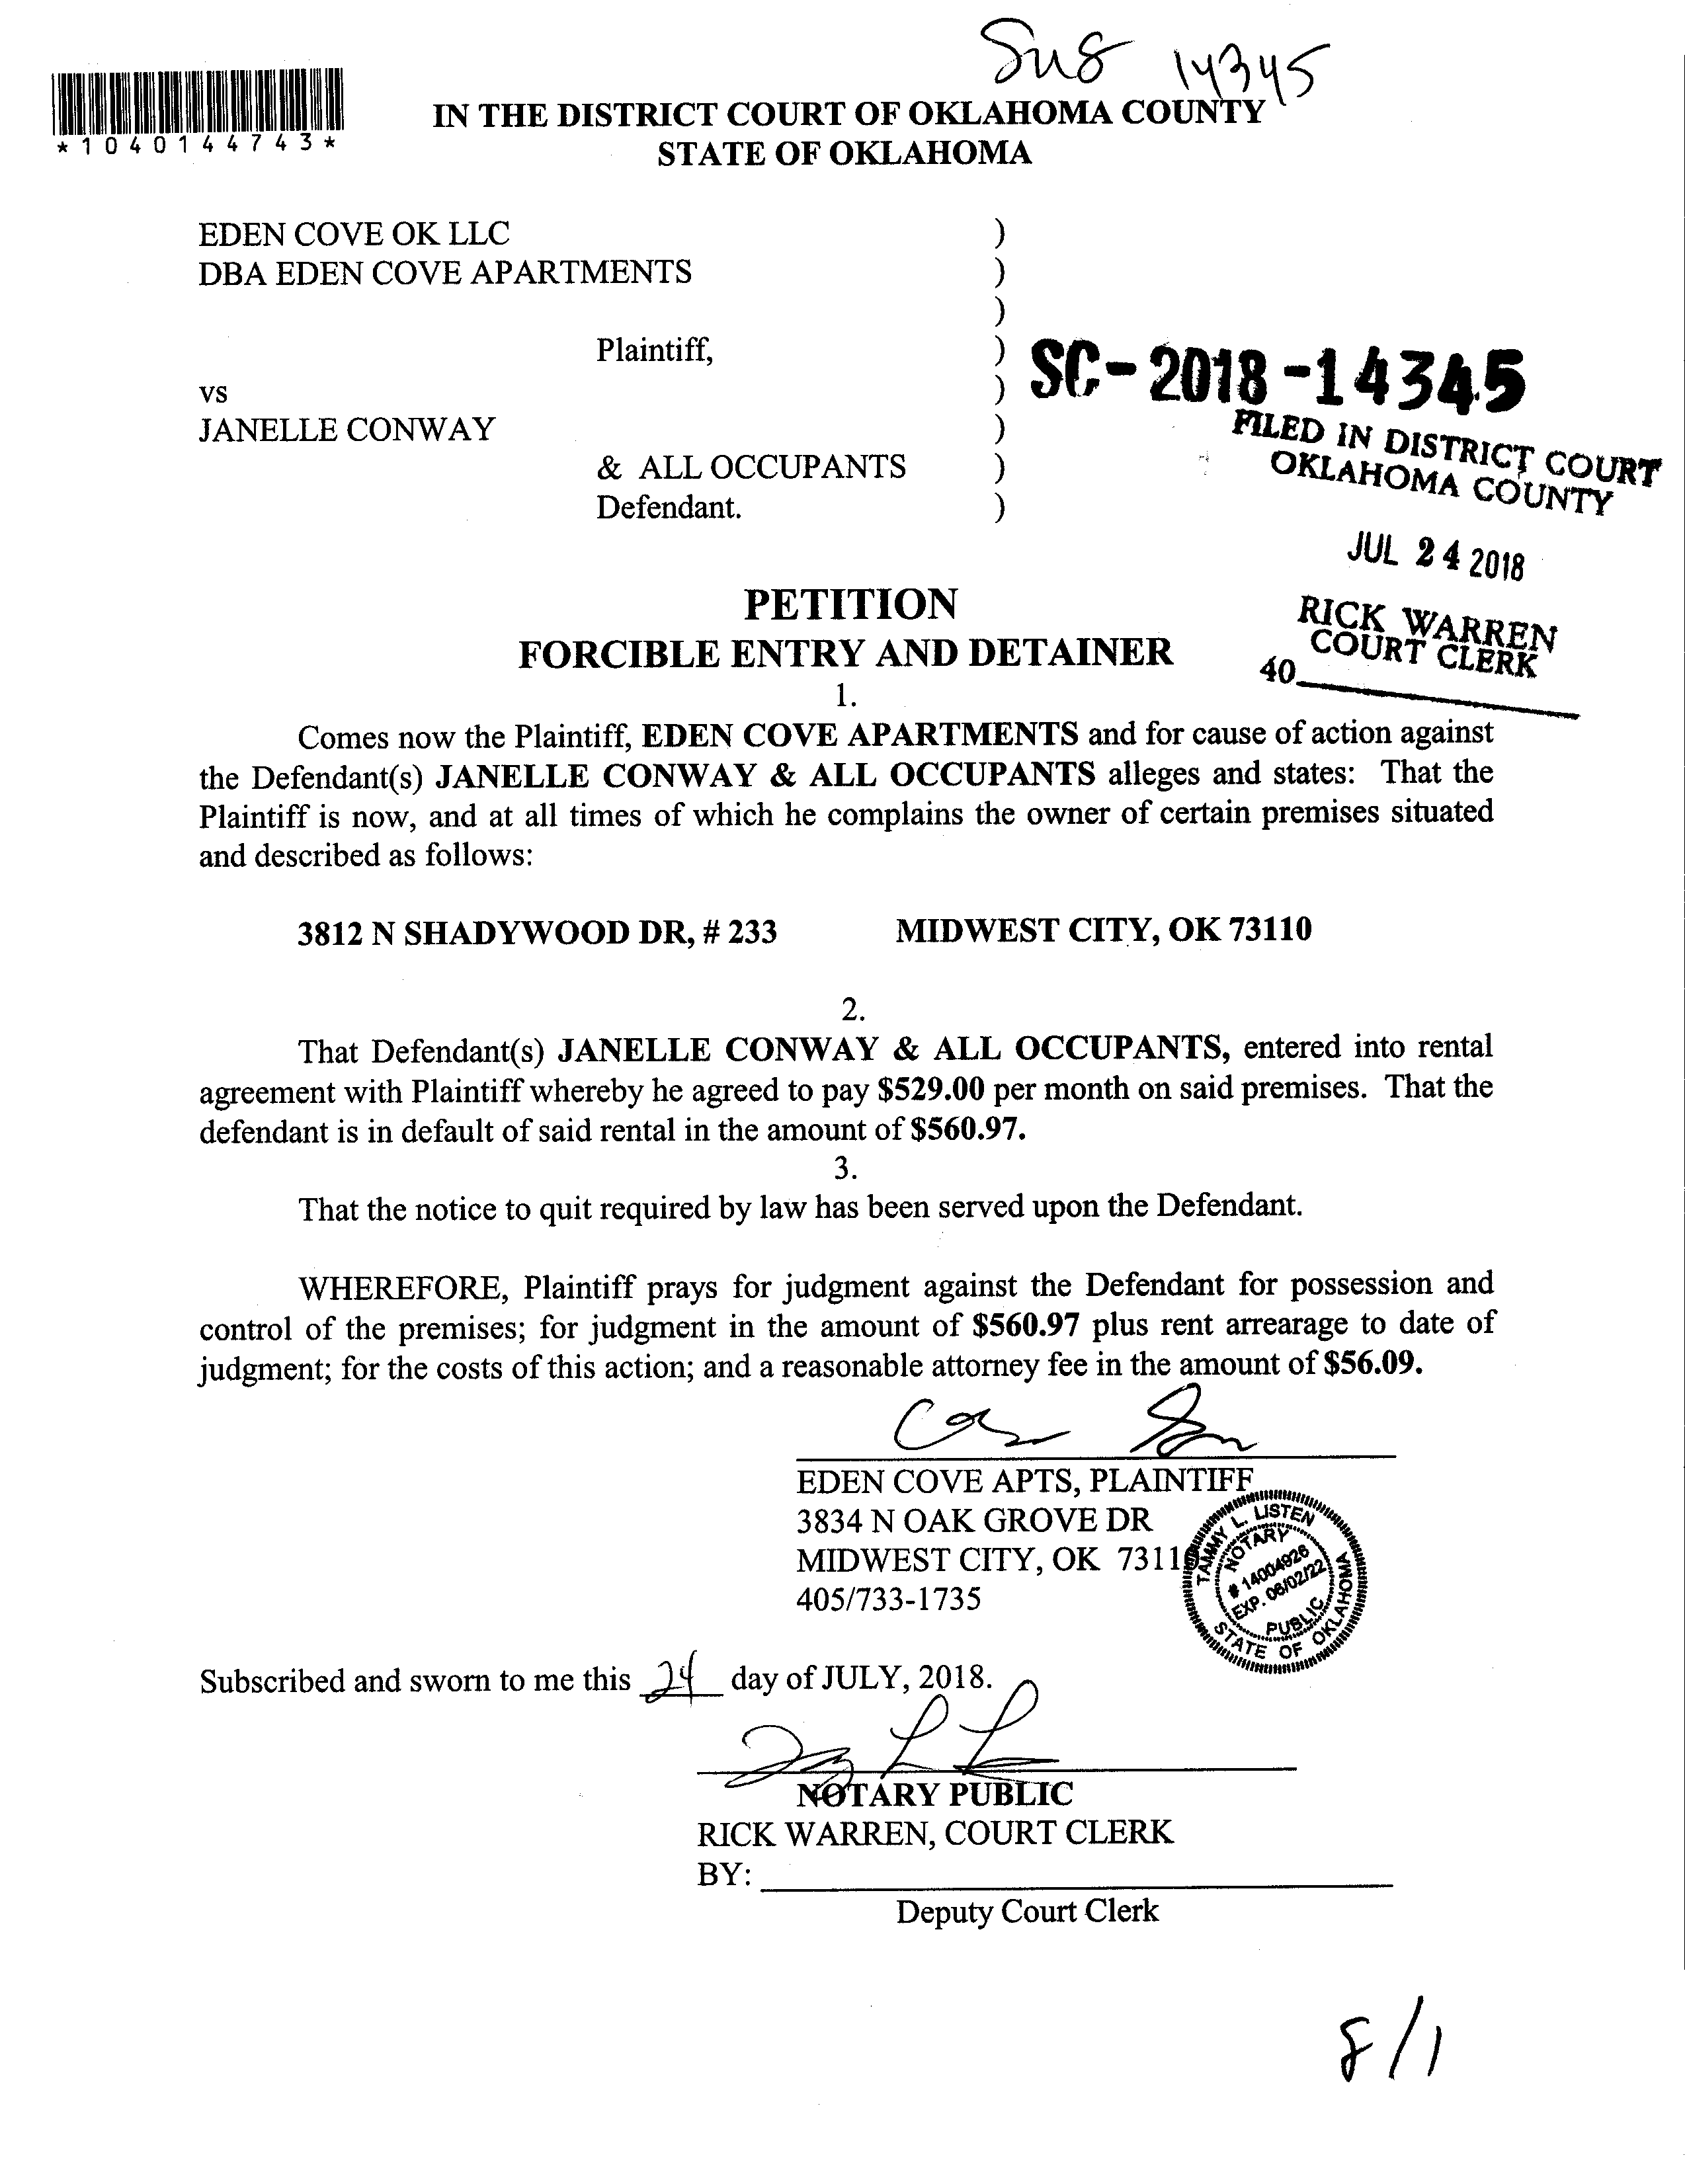 14345
*1040144743*
IN THE DISTRICT COURT OF OKLAHOMA COUNTY
STATE OF OKLAHOMA
EDEN COVE OK LLC )
DBA EDEN COVE APARTMENTS )
)
Plaintiff, )
vs )
JANELLE CONWAY )
& ALL OCCUPANTS )
Defendant. )
SC-2018-14345
FILED IN DISTRICT COURT
OKLAHOMA COUNTY
JUL 24 2018
RICK WARREN
COURT CLERK
40
PETITION
FORCIBLE ENTRY AND DETAINER
1.
Comes now the Plaintiff, EDEN COVE APARTMENTS and for cause of action against
the Defendant(s) JANELLE CONWAY & ALL OCCUPANTS alleges and states: That the
Plaintiff is now, and at all times of which he complains the owner of certain premises situated
and described as follows:
3812 N SHADYWOOD DR, # 233 MIDWEST CITY, OK 73110
2.
That Defendant(s) JANELLE CONWAY & ALL OCCUPANTS, entered into rental
agreement with Plaintiff whereby he agreed to pay $529.00 per month on said premises. That the
defendant is in default of said rental in the amount of $560.97.
3.
That the notice to quit required by law has been served upon the Defendant.
WHEREFORE, Plaintiff prays for judgment against the Defendant for possession and
control of the premises; for judgment in the amount of $560.97 plus rent arrearage to date of
judgment; for the costs of this action; and a reasonable attorney fee in the amount of $56.09.
EDEN COVE APTS, PLAINTIFF
3834 N OAK GROVE DR
MIDWEST CITY, OK 73110
405/733-1735
TAMMY L. LISTEN
NOTARY
# 14004926
EXP. 06/02/22
PUBLIC
STATE OF OKLAHOMA
Subscribed and sworn to me this 24 day of JULY, 2018.
NOTARY PUBLIC
RICK WARREN, COURT CLERK
BY:
Deputy Court Clerk
8/1